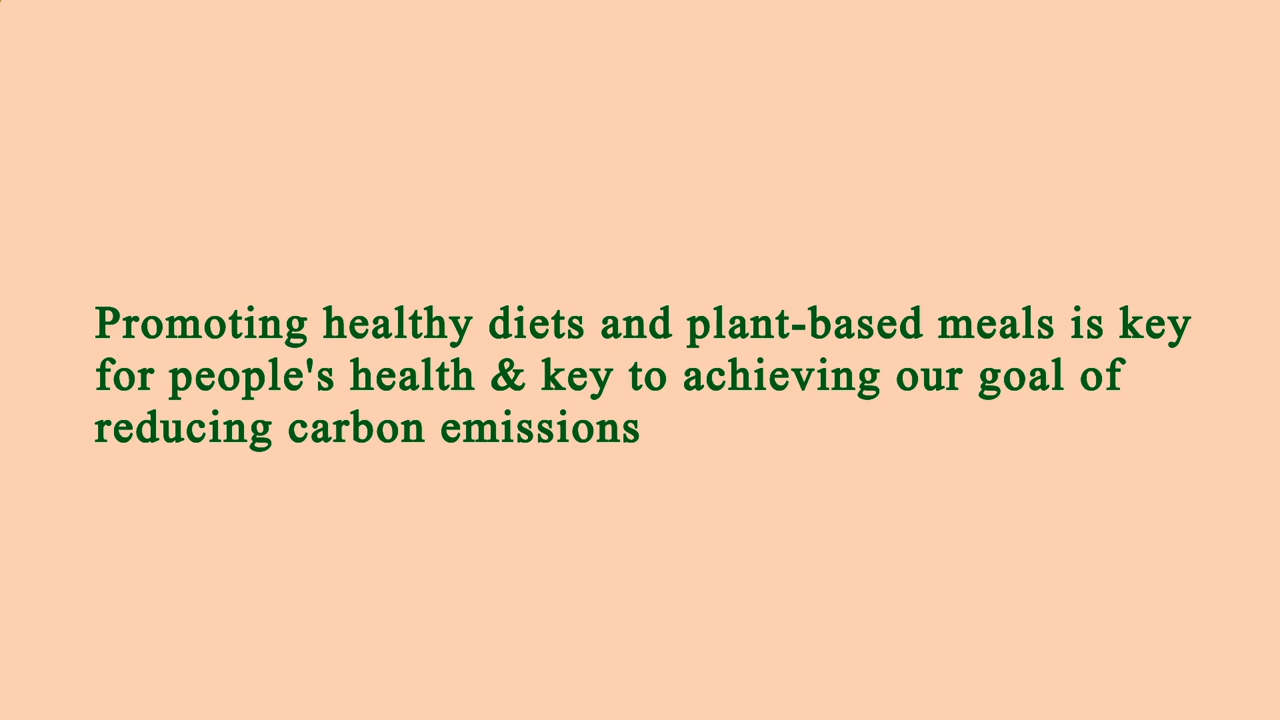 Promoting healthy diets and plant-based meals is key
for people's health & key to achieving our goal of
reducing carbon emissions